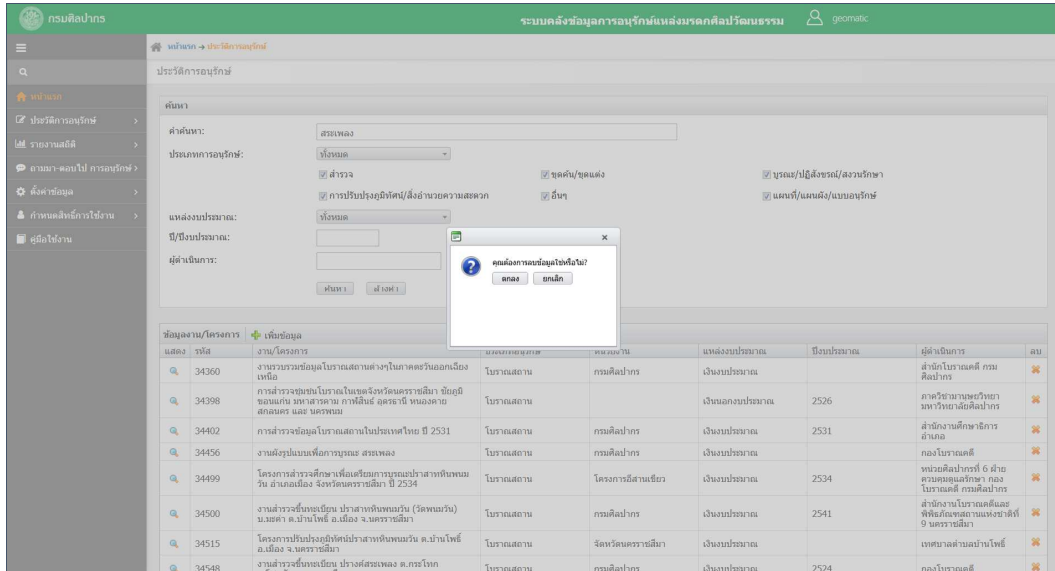 กรมศิลปากร
ระบบคลังข้อมูลการอนุรักษ์แหล่งมรดกศิลปวัฒนธรรม
geomatic
หน้าแรก → ประวัติการอนุรักษ์
ประวัติการอนุรักษ์
หน้าแรก
ประวัติการอนุรักษ์
รายงานสถิติ
ถามมา-ตอบไป การอนุรักษ์
ตั้งค่าข้อมูล
กำหนดสิทธิ์การใช้งาน
คู่มือใช้งาน
ค้นหา
คำค้นหา: สระเพลง
ประเภทการอนุรักษ์: ทั้งหมด
สำรวจ ขุดค้น/ขุดแต่ง บูรณะ/ปฏิสังขรณ์/สงวนรักษา
การปรับปรุงภูมิทัศน์/สิ่งอำนวยความสะดวก อื่นๆ แผนที่/แผนผัง/แบบอนุรักษ์
แหล่งงบประมาณ: ทั้งหมด
ปี/ปีงบประมาณ:
ผู้ดำเนินการ:
ค้นหา ล้างค่า
คุณต้องการลบข้อมูลใช่หรือไม่?
ตกลง ยกเลิก
ข้อมูลงาน/โครงการ เพิ่มข้อมูล
แสดง รหัส งาน/โครงการ ประเภทอนุรักษ์ หน่วยงาน แหล่งงบประมาณ ปีงบประมาณ ผู้ดำเนินการ ลบ
34360 งานรวบรวมข้อมูลโบราณสถานต่างๆในภาคตะวันออกเฉียงเหนือ โบราณสถาน กรมศิลปากร เงินงบประมาณ สำนักโบราณคดี กรมศิลปากร
34398 การสำรวจชุมชนโบราณในเขตจังหวัดนครราชสีมา ชัยภูมิ ขอนแก่น มหาสารคาม กาฬสินธุ์ อุดรธานี หนองคาย สกลนคร และ นครพนม โบราณสถาน เงินนอกงบประมาณ 2526 ภาควิชามานุษยวิทยา มหาวิทยาลัยศิลปากร
34402 การสำรวจข้อมูลโบราณสถานในประเทศไทย ปี 2531 โบราณสถาน กรมศิลปากร เงินงบประมาณ 2531 สำนักงานศึกษาธิการอำเภอ
34456 งานผังรูปแบบเพื่อการบูรณะ สระเพลง โบราณสถาน กรมศิลปากร เงินงบประมาณ กองโบราณคดี
34499 โครงการสำรวจศึกษาเพื่อเตรียมการบูรณะปราสาทหินพนมวัน อำเภอเมือง จังหวัดนครราชสีมา ปี 2534 โบราณสถาน โครงการอีสานเขียว เงินงบประมาณ 2534 หน่วยศิลปากรที่ 6 ฝ่ายควบคุมดูแลรักษา กองโบราณคดี กรมศิลปากร
34500 งานสำรวจขึ้นทะเบียน ปราสาทหินพนมวัน (วัดพนมวัน) บ.มะค่า ต.บ้านโพธิ์ อ.เมือง จ.นครราชสีมา โบราณสถาน กรมศิลปากร เงินงบประมาณ 2541 สำนักงานโบราณคดีและพิพิธภัณฑสถานแห่งชาติที่ 9 นครราชสีมา
34515 โครงการปรับปรุงภูมิทัศน์ปราสาทหินพนมวัน ต.บ้านโพธิ์ อ.เมือง จ.นครราชสีมา โบราณสถาน จังหวัดนครราชสีมา เงินงบประมาณ เทศบาลตำบลบ้านโพธิ์
34548 งานสำรวจขึ้นทะเบียน ปรางค์สระเพลง ต.กระโทก โบราณสถาน กรมศิลปากร เงินงบประมาณ 2524 กองโบราณคดี